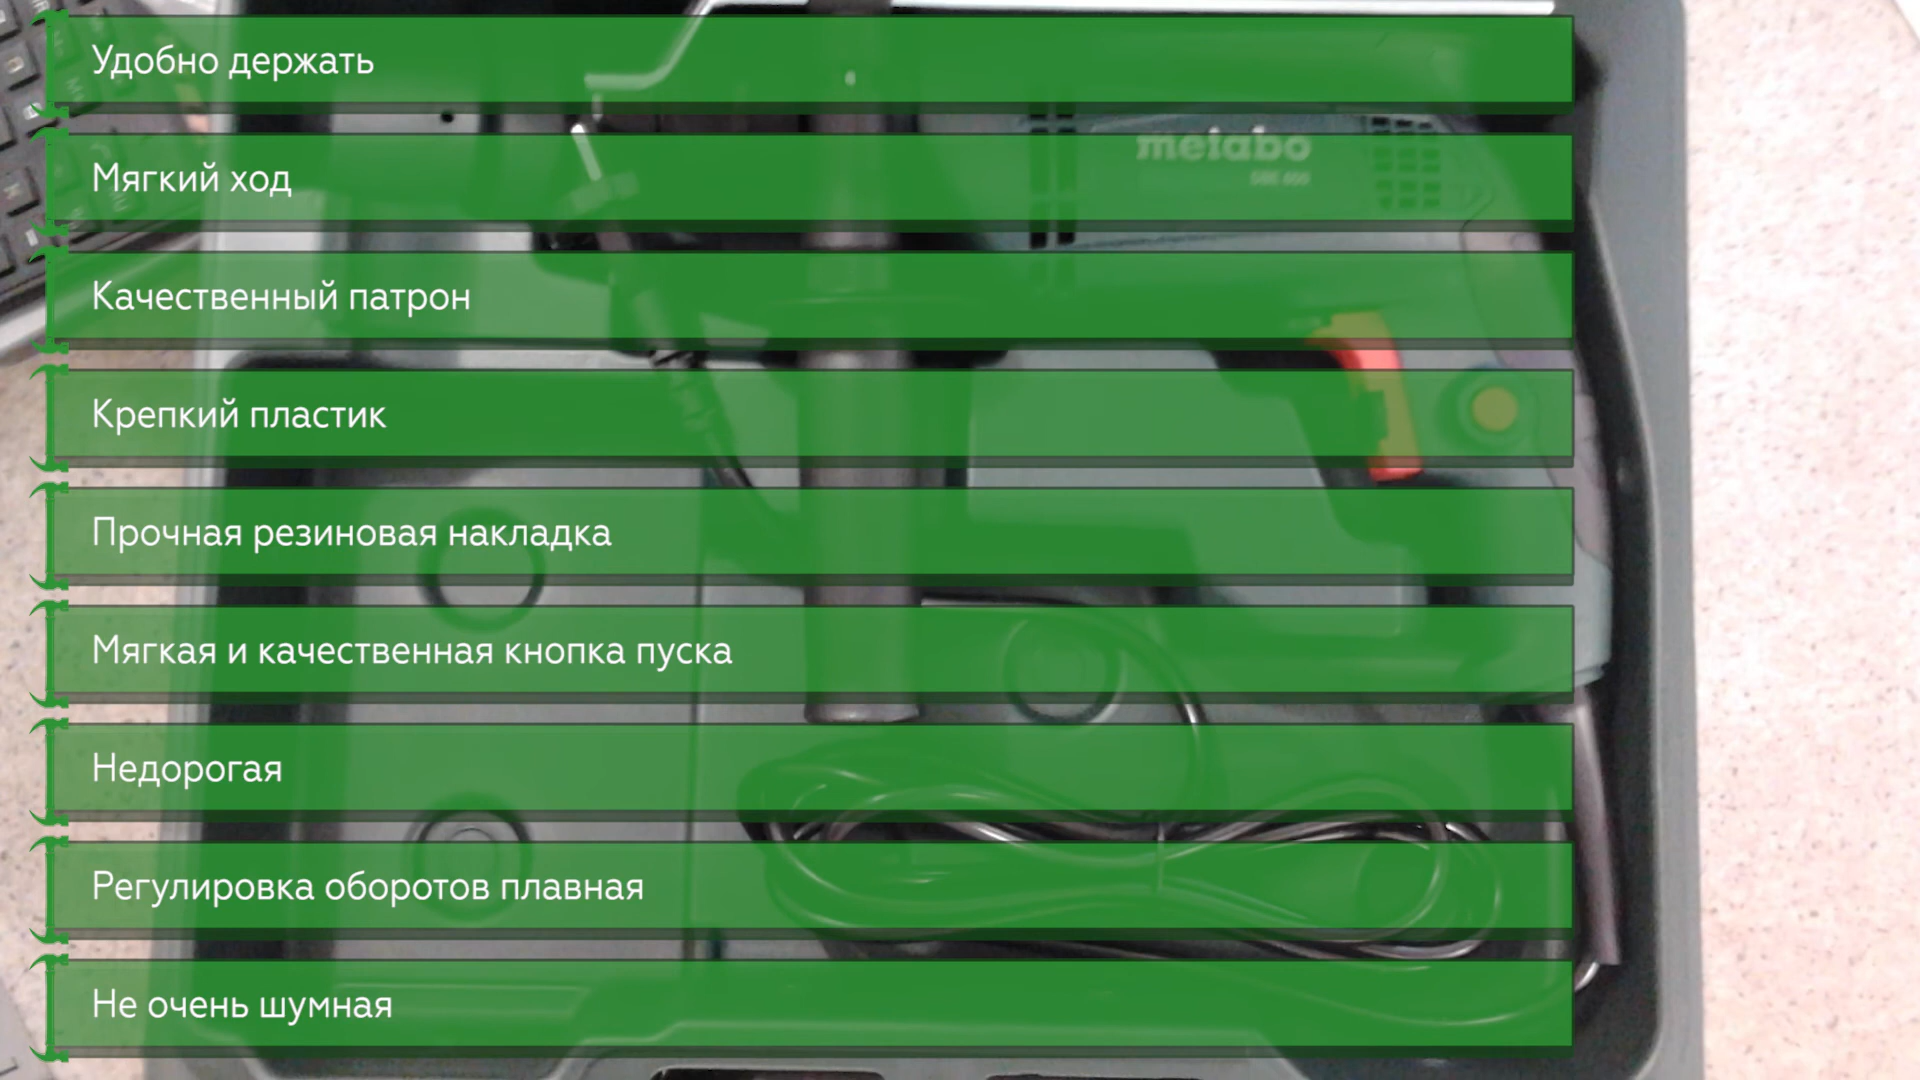 Удобно держать
Мягкий ход
metabo
Качественный патрон
Крепкий пластик
Прочная резиновая накладка
Мягкая и качественная кнопка пуска
Недорогая
Регулировка оборотов плавная
Не очень шумная